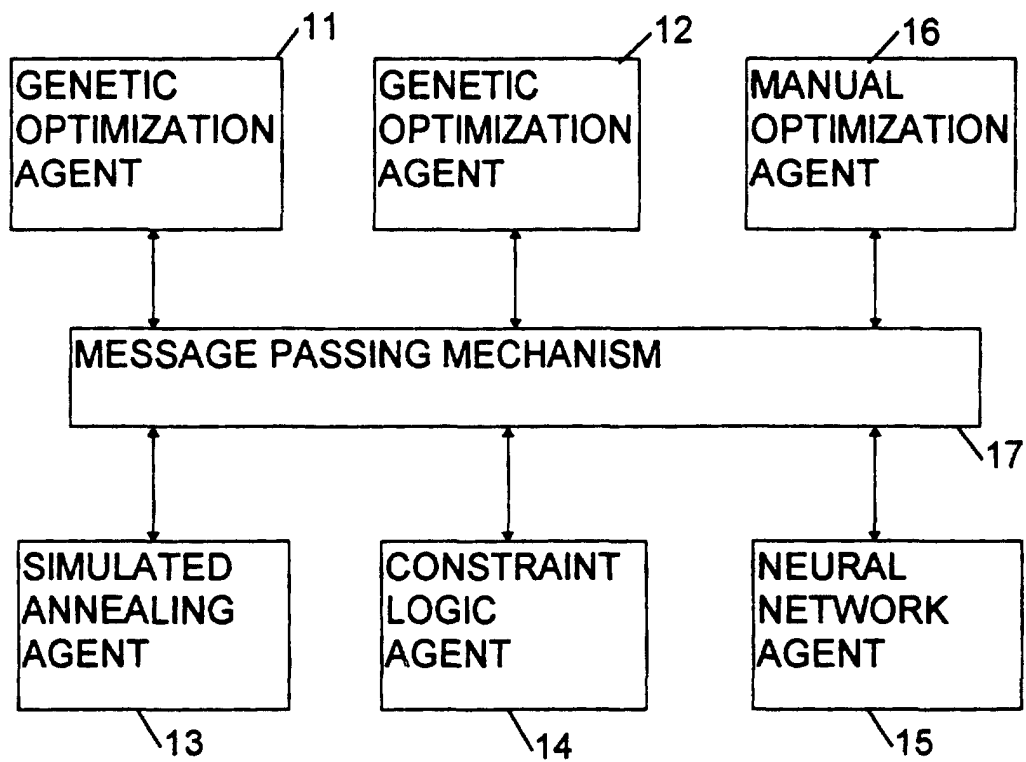 11
GENETIC
OPTIMIZATION
AGENT
12
GENETIC
OPTIMIZATION
AGENT
16
MANUAL
OPTIMIZATION
AGENT
MESSAGE PASSING MECHANISM
17
SIMULATED
ANNEALING
AGENT
13
CONSTRAINT
LOGIC
AGENT
14
NEURAL
NETWORK
AGENT
15